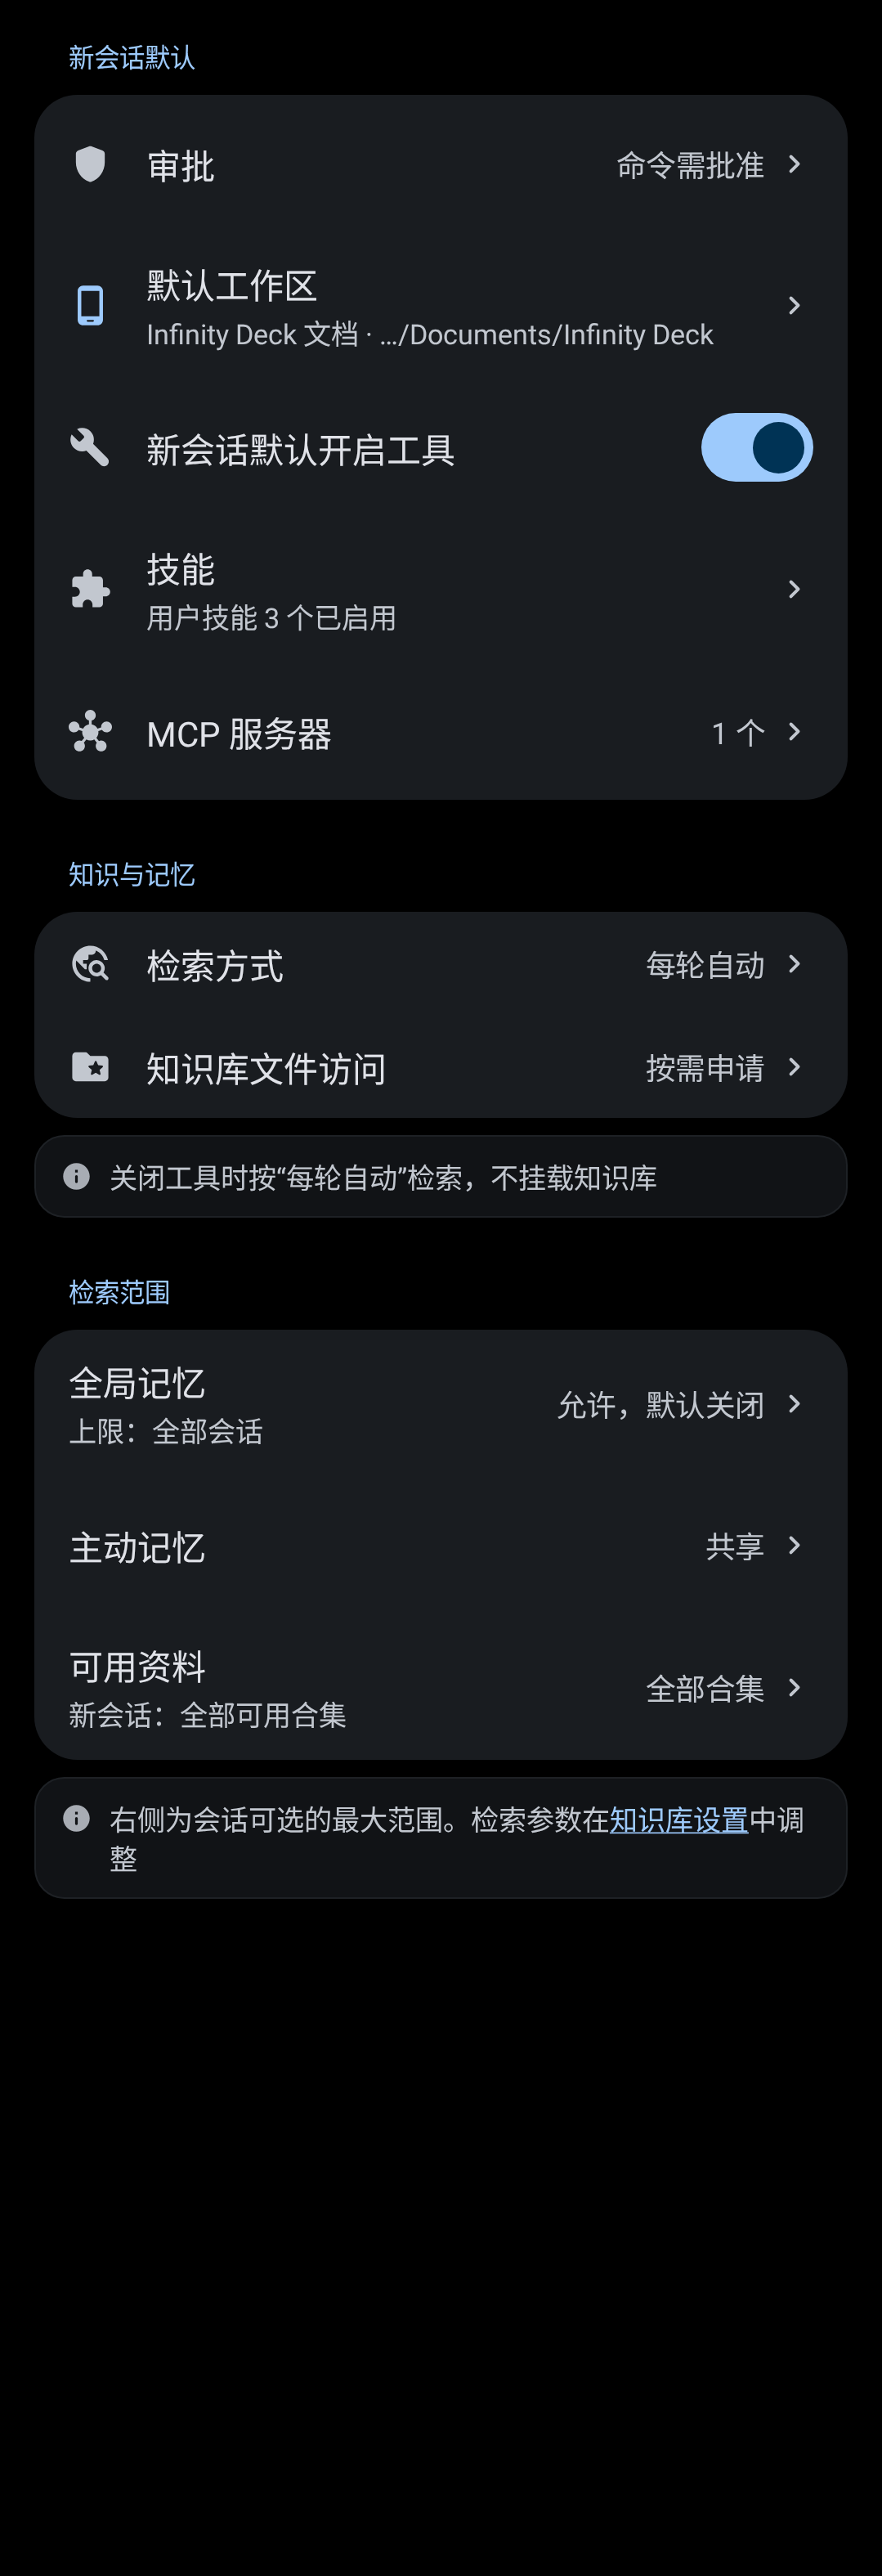 新会话默认
审批
命令需批准
默认工作区
Infinity Deck 文档 · …/Documents/Infinity Deck
新会话默认开启工具
技能
用户技能 3 个已启用
MCP 服务器
1 个
知识与记忆
检索方式
每轮自动
知识库文件访问
按需申请
关闭工具时按“每轮自动”检索，不挂载知识库
检索范围
全局记忆
上限：全部会话
允许，默认关闭
主动记忆
共享
可用资料
新会话：全部可用合集
全部合集
右侧为会话可选的最大范围。检索参数在知识库设置中调
整